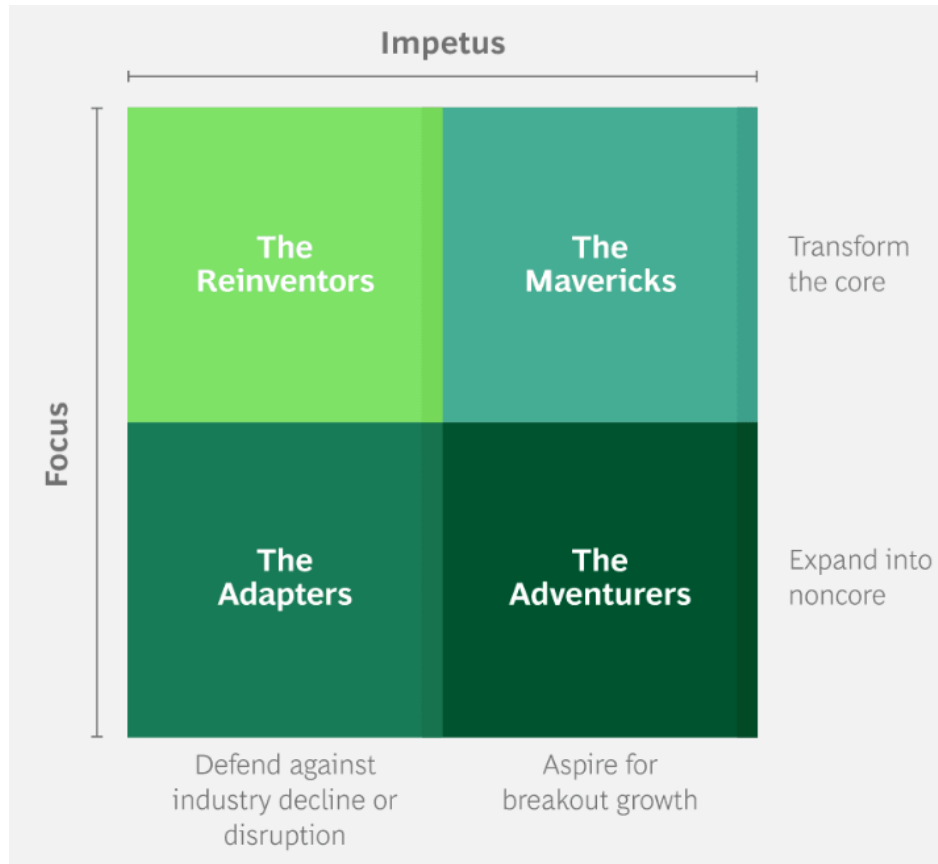 Impetus
Focus
The
Reinventors
The
Mavericks
Transform
the core
The
Adapters
The
Adventurers
Expand into
noncore
Defend against
industry decline or
disruption
Aspire for
breakout growth